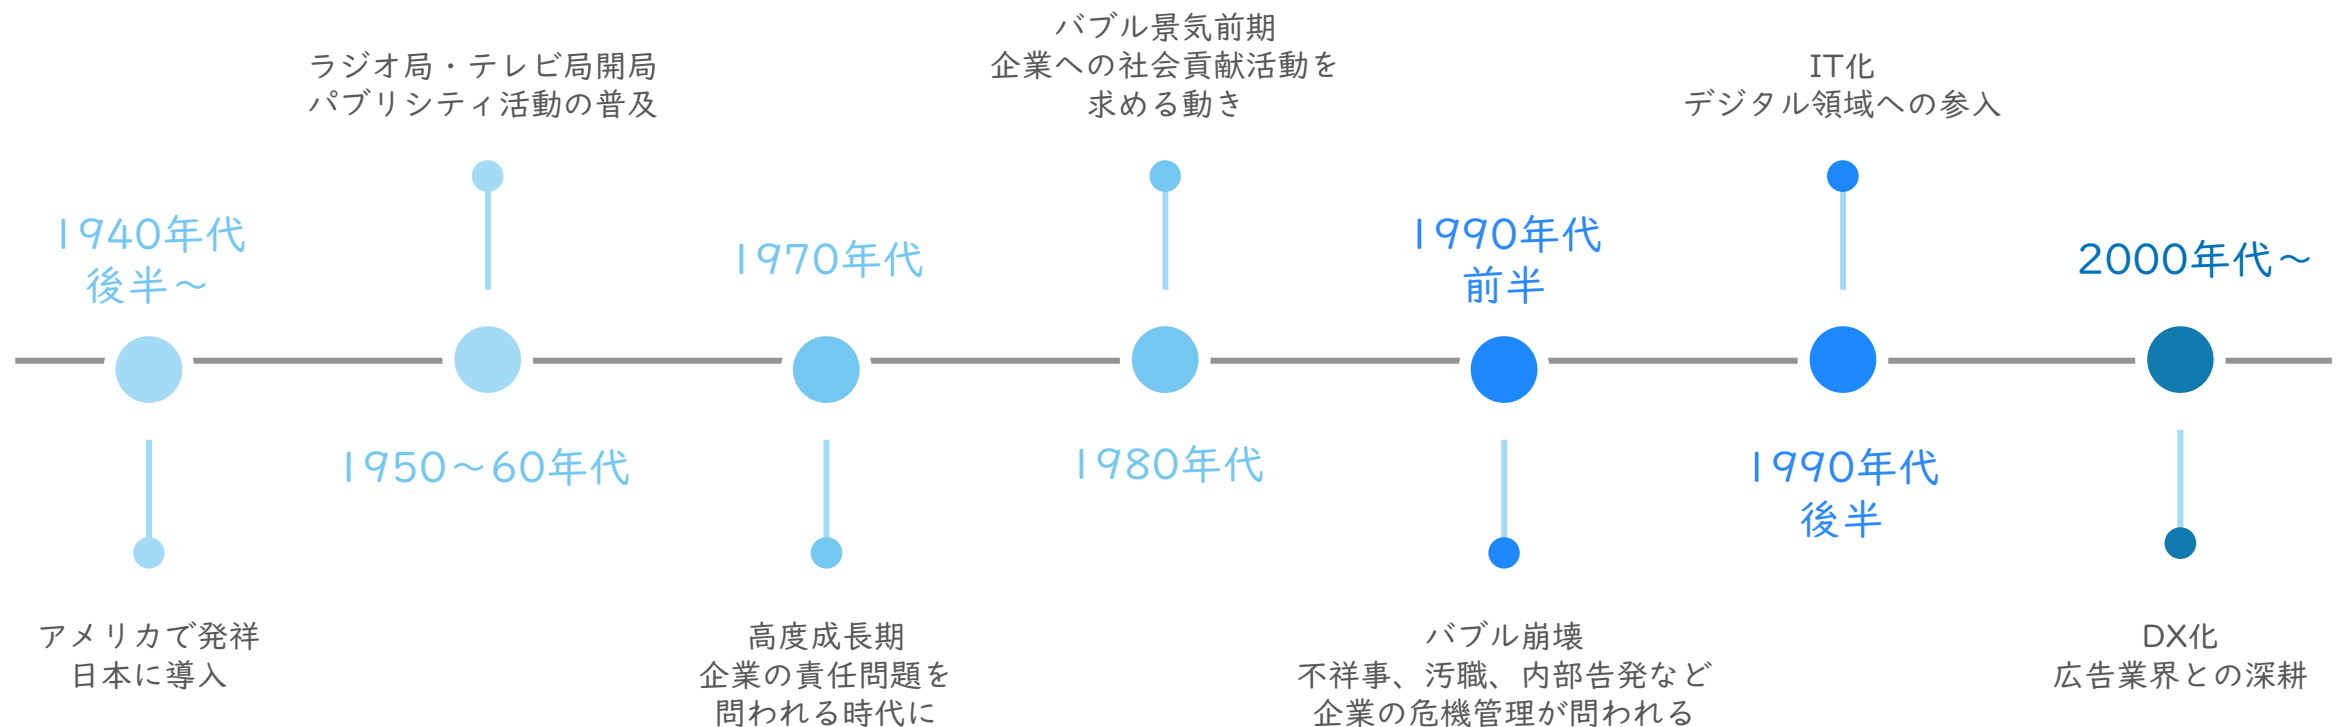 1940年代
後半～
アメリカで発祥
日本に導入
ラジオ局・テレビ局開局
パブリシティ活動の普及
1950～60年代
1970年代
高度成長期
企業の責任問題を
問われる時代に
バブル景気前期
企業への社会貢献活動を
求める動き
1980年代
1990年代
前半
バブル崩壊
不祥事、汚職、内部告発など
企業の危機管理が問われる
IT化
デジタル領域への参入
1990年代
後半
2000年代～
DX化
広告業界との深耕